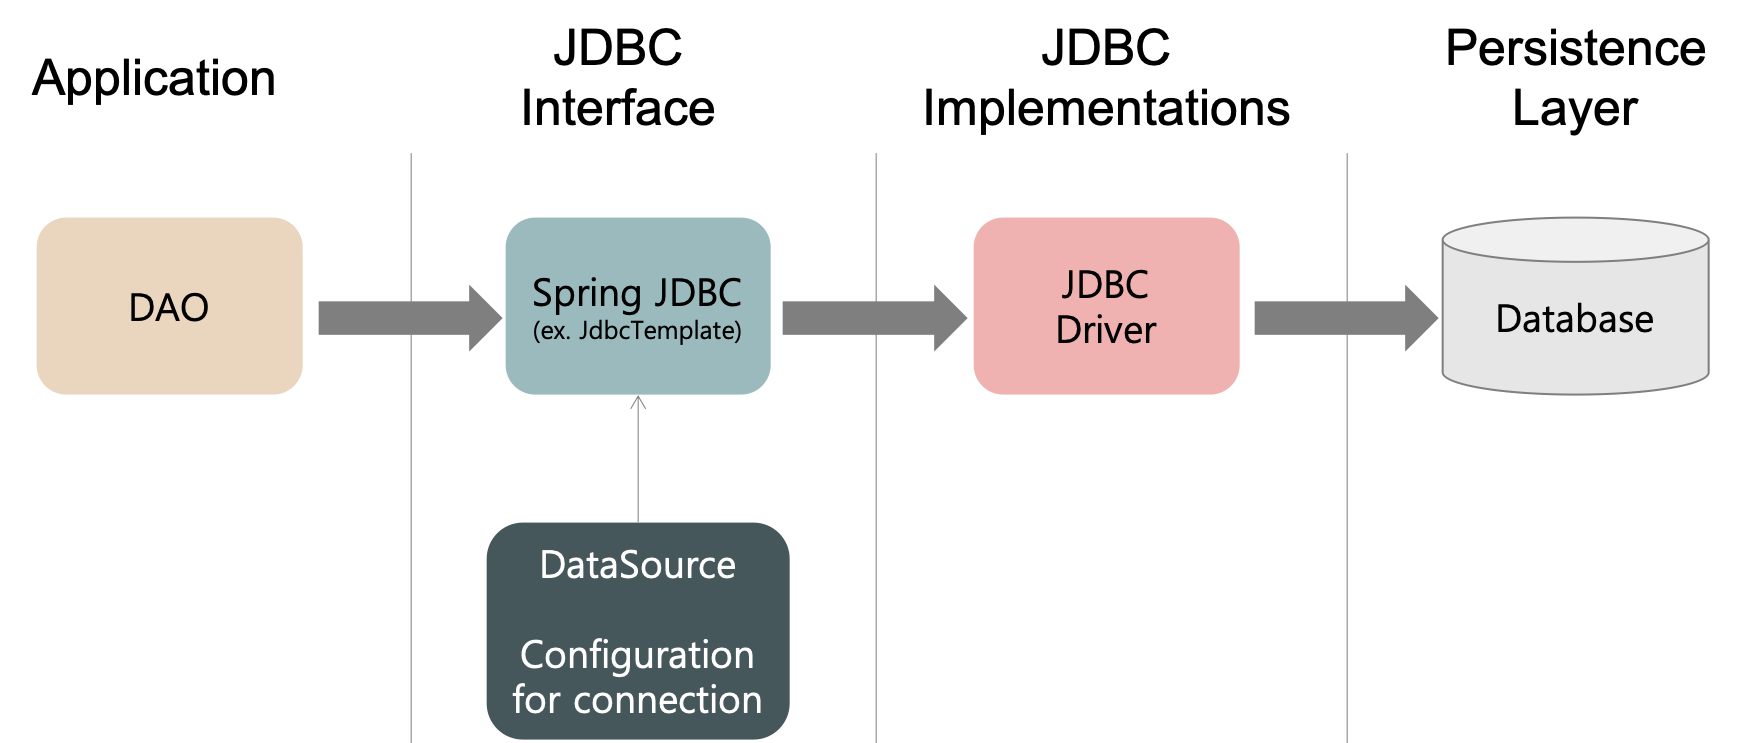 Application
JDBC
Interface
JDBC
Implementations
Persistence
Layer
DAO
Spring JDBC
(ex. JdbcTemplate)
JDBC
Driver
Database
DataSource
Configuration
for connection